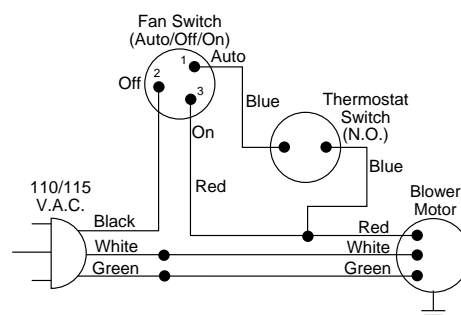 Fan Switch
(Auto/Off/On)
1
Auto
2
Off
3
On
Blue
Thermostat
Switch
(N.O.)
Blue
Red
110/115
V.A.C.
Blower
Motor
Black
Red
White
White
Green
Green